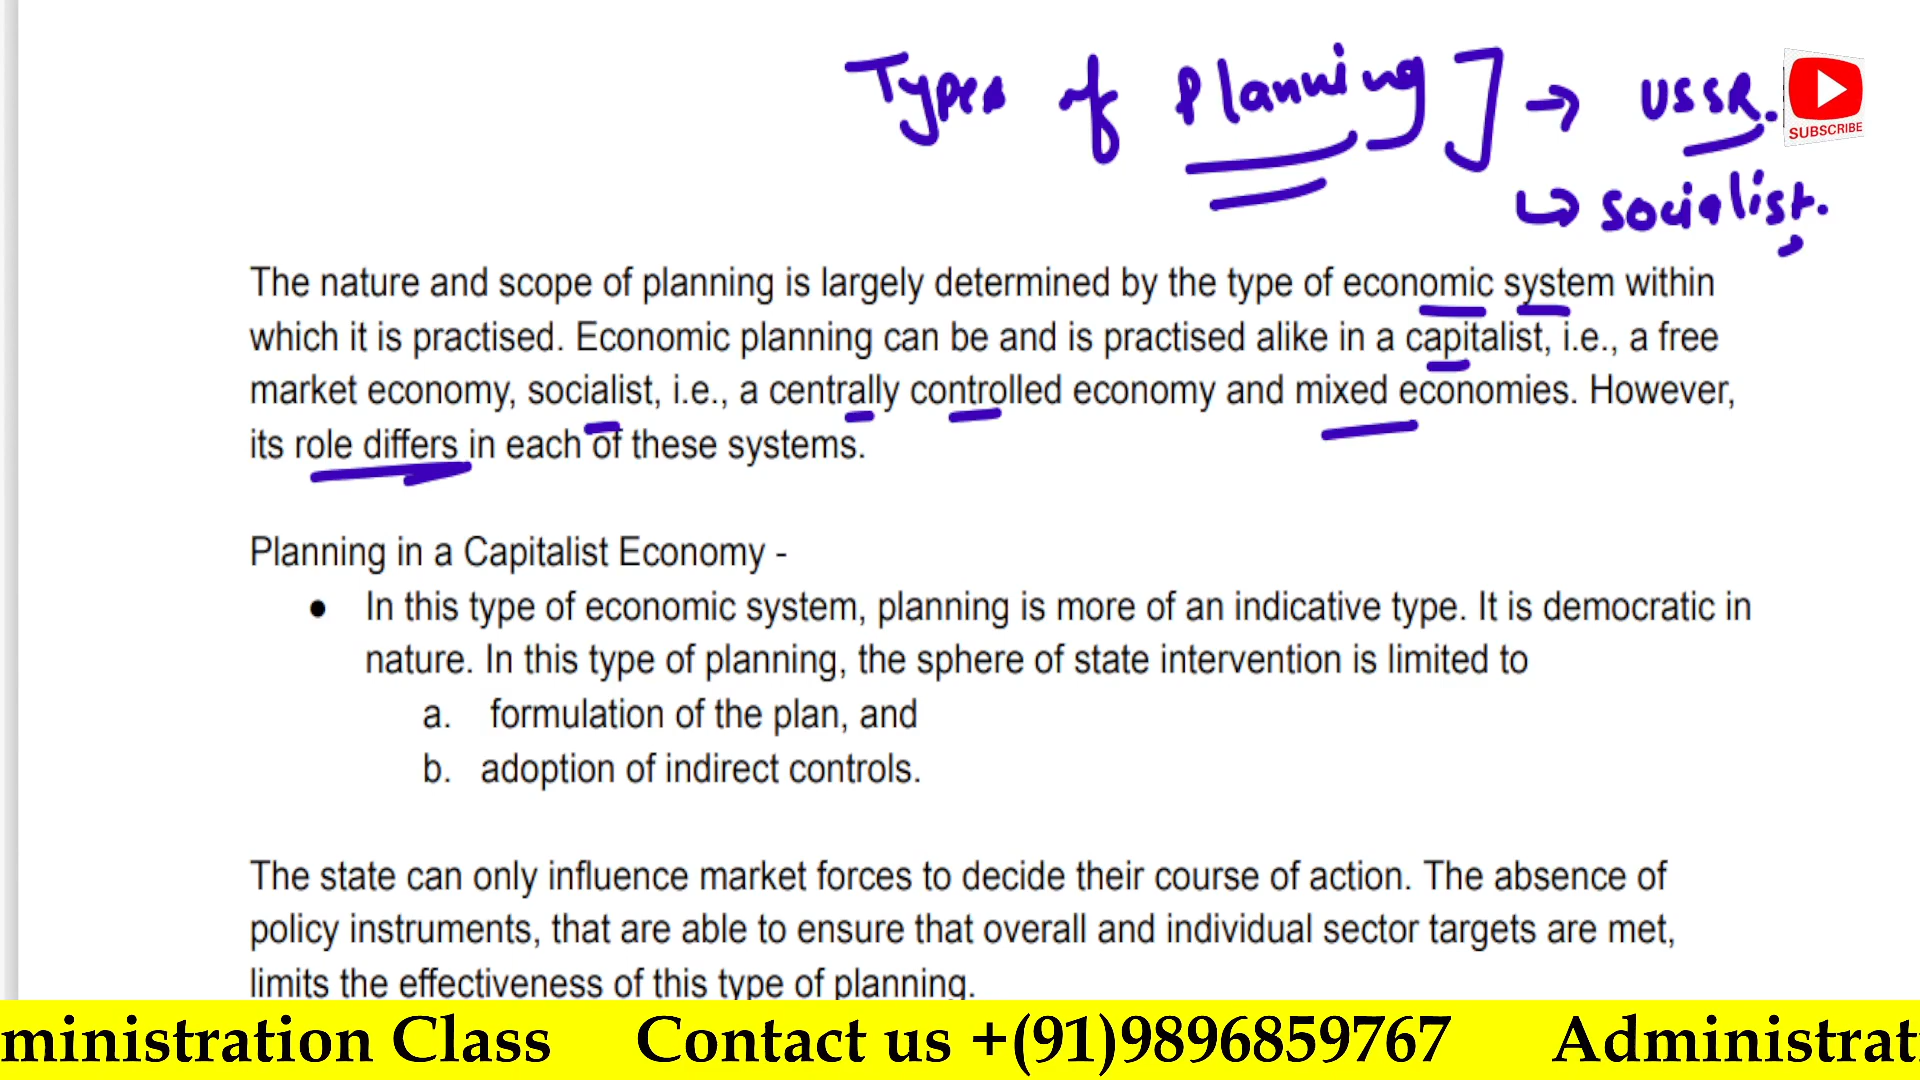 Types of Planning] → USSR.
SUBSCRIBE
↳ socialist.
The nature and scope of planning is largely determined by the type of economic system within
which it is practised. Economic planning can be and is practised alike in a capitalist, i.e., a free
market economy, socialist, i.e., a centrally controlled economy and mixed economies. However,
its role differs in each of these systems.
Planning in a Capitalist Economy -
● In this type of economic system, planning is more of an indicative type. It is democratic in
nature. In this type of planning, the sphere of state intervention is limited to
a. formulation of the plan, and
b. adoption of indirect controls.
The state can only influence market forces to decide their course of action. The absence of
policy instruments, that are able to ensure that overall and individual sector targets are met,
limits the effectiveness of this type of planning.
ministration Class Contact us +(91)9896859767 Administrati